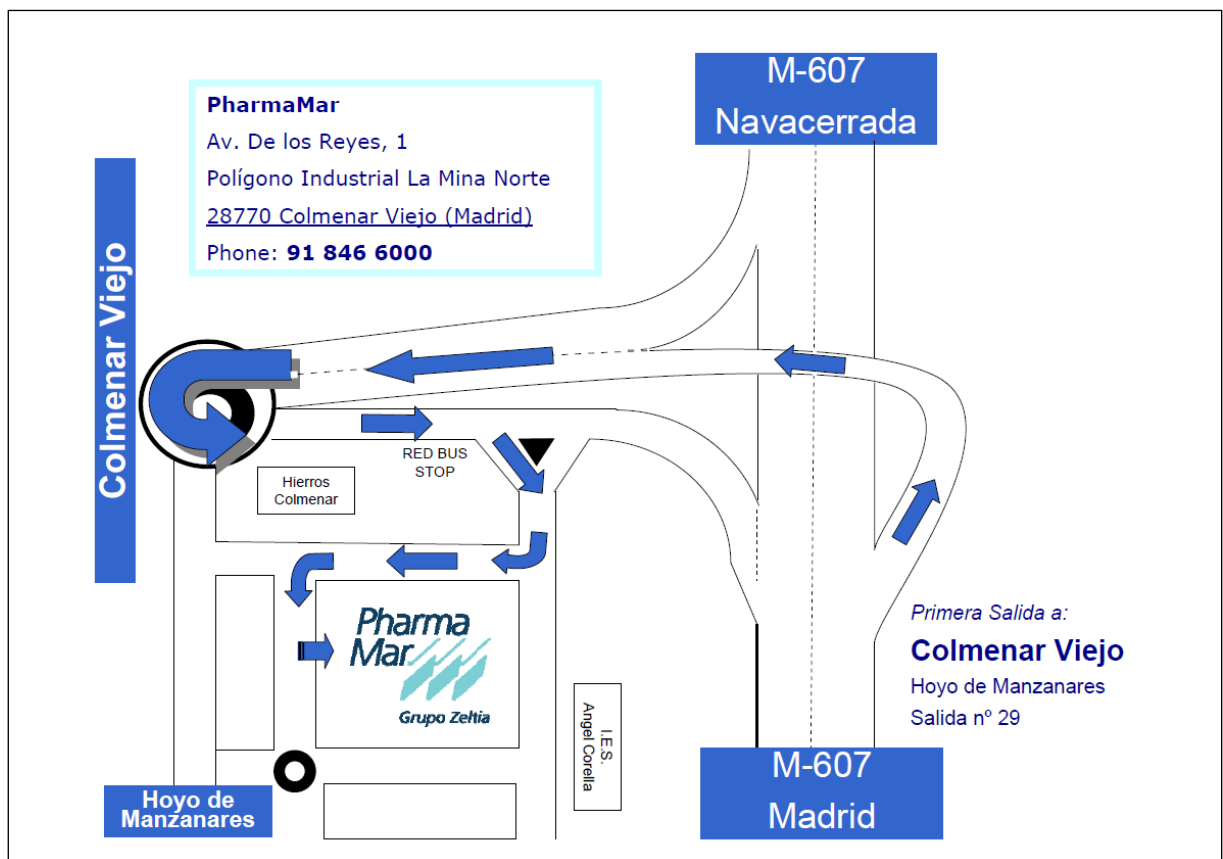 M-607
Navacerrada
PharmaMar
Av. De los Reyes, 1
Polígono Industrial La Mina Norte
28770 Colmenar Viejo (Madrid)
Phone: 91 846 6000
Colmenar Viejo
RED BUS
STOP
Hierros
Colmenar
Pharma
Mar
Grupo Zeltia
I.E.S.
Angel Corella
Primera Salida a:
Colmenar Viejo
Hoyo de Manzanares
Salida nº 29
Hoyo de
Manzanares
M-607
Madrid